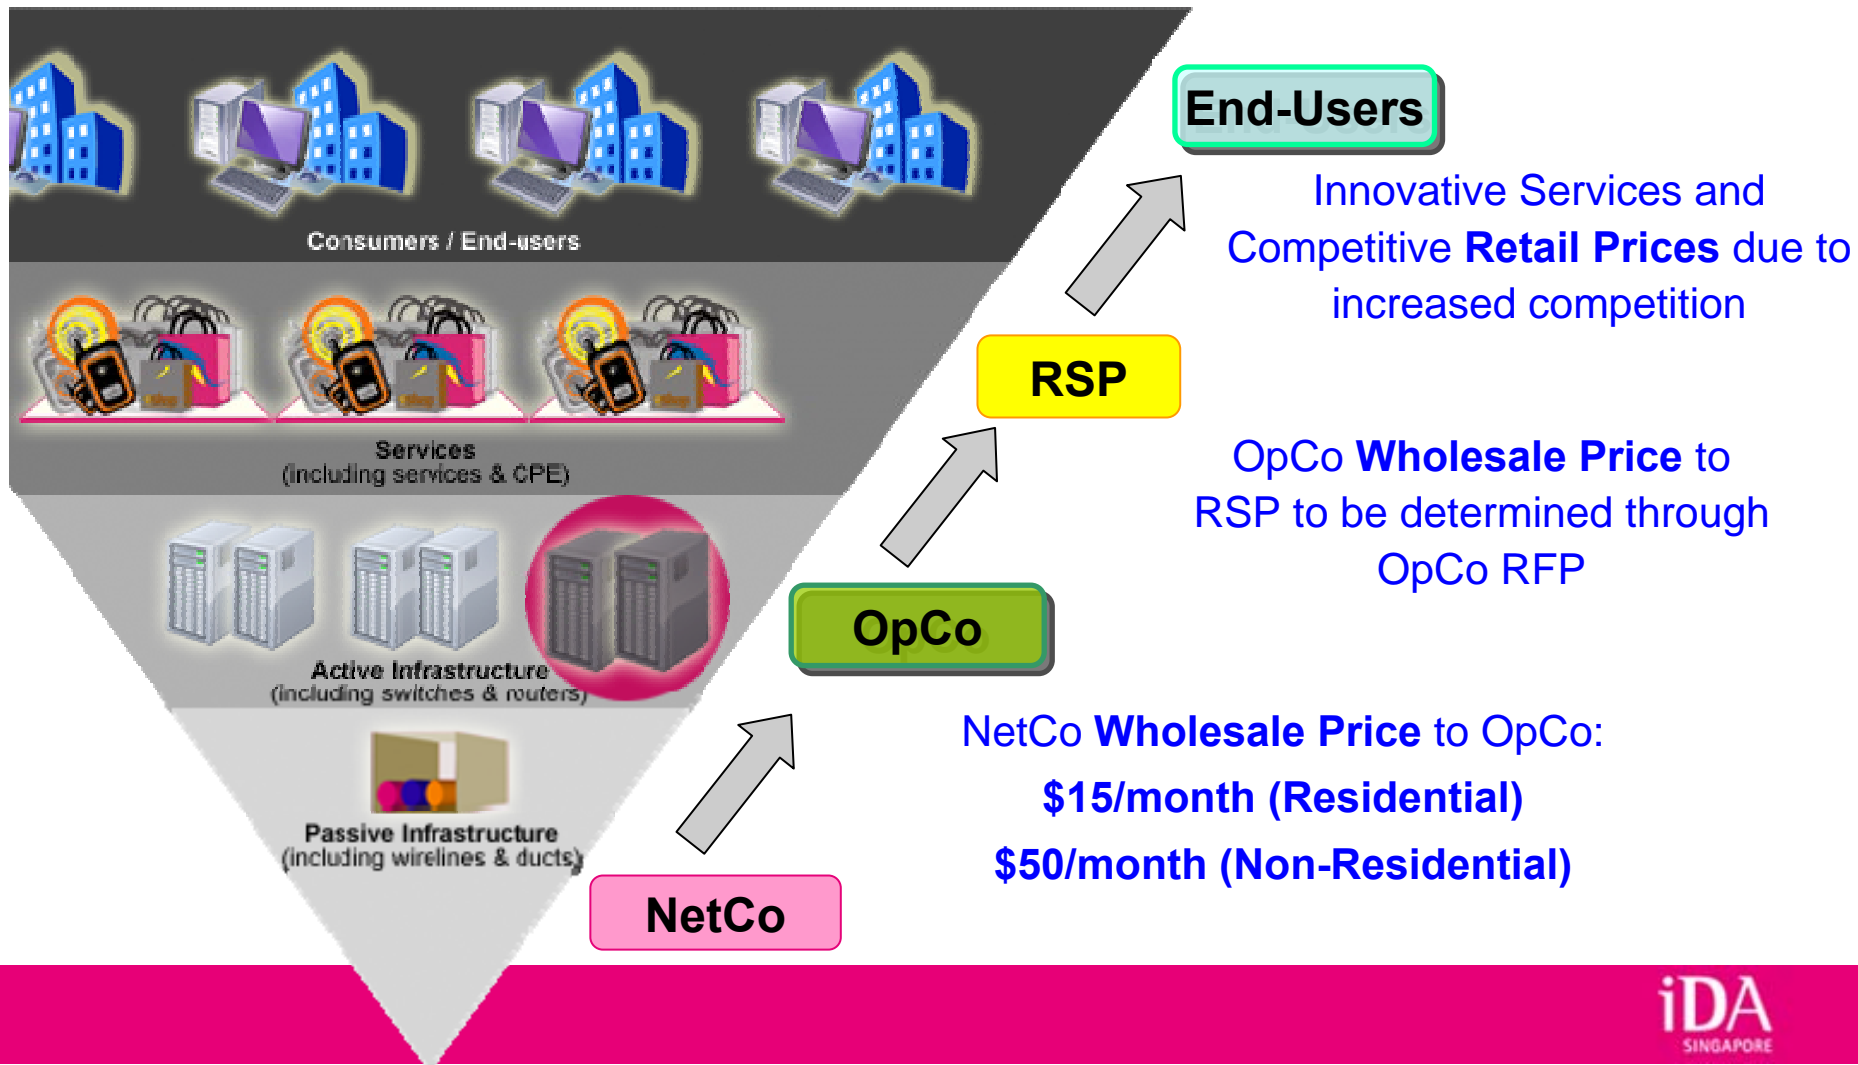 End-Users
Innovative Services and
Competitive Retail Prices due to
increased competition
Consumers / End-users
RSP
Services
(including services & CPE)
OpCo Wholesale Price to
RSP to be determined through
OpCo RFP
OpCo
Active Infrastructure
(including switches & routers)
NetCo Wholesale Price to OpCo:
$15/month (Residential)
$50/month (Non-Residential)
Passive Infrastructure
(including wirelines & ducts)
NetCo
iDA
SINGAPORE